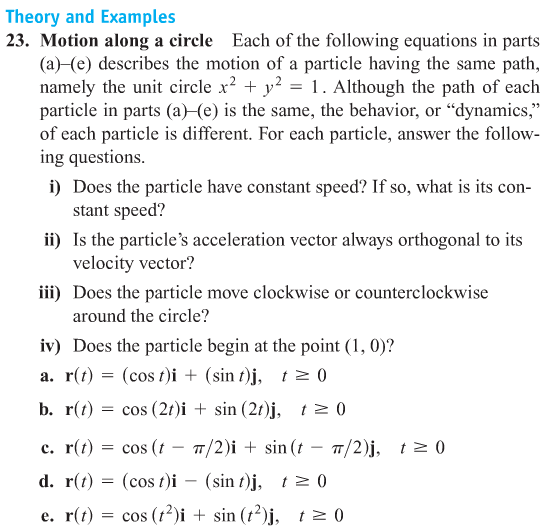 Theory and Examples
23. Motion along a circle Each of the following equations in parts
(a)–(e) describes the motion of a particle having the same path,
namely the unit circle x² + y² = 1. Although the path of each
particle in parts (a)–(e) is the same, the behavior, or “dynamics,”
of each particle is different. For each particle, answer the follow-
ing questions.
i) Does the particle have constant speed? If so, what is its con-
stant speed?
ii) Is the particle’s acceleration vector always orthogonal to its
velocity vector?
iii) Does the particle move clockwise or counterclockwise
around the circle?
iv) Does the particle begin at the point (1, 0)?
a. r(t) = (cos t)i + (sin t)j, t ≥ 0
b. r(t) = cos (2t)i + sin (2t)j, t ≥ 0
c. r(t) = cos (t − π/2)i + sin (t − π/2)j, t ≥ 0
d. r(t) = (cos t)i − (sin t)j, t ≥ 0
e. r(t) = cos (t²)i + sin (t²)j, t ≥ 0